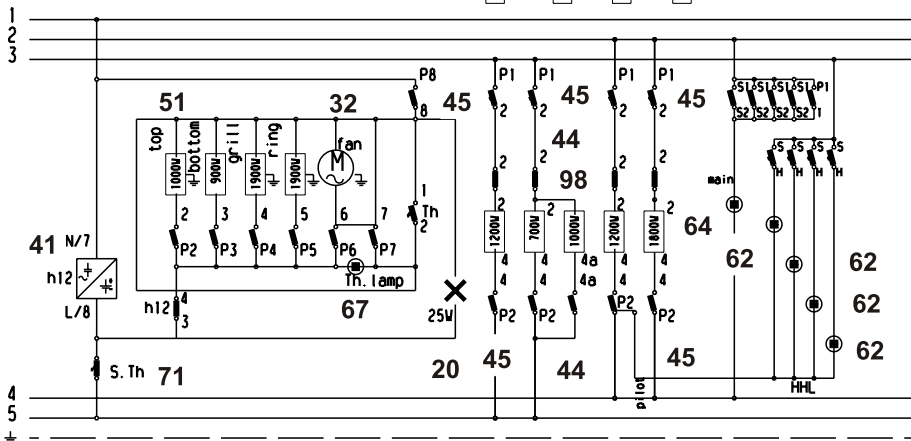 1
2
3
P8 P1 P1 P1 P1
8 45 2 2 45 2 2 45 S1 S1 S1 S1 P1
S2 S2 S2 S2 1
51 32
top bottom grill ring fan
1000W 900W 1900W 1900W M
44
2 2 2 2
98
S S S S
H H H H
main
1
Th
2
2 3 4 5 6 7
P2 P3 P4 P5 P6 P7
2 2 2 2
1200W 700W 1000W 1200W 1800W
64
62
41 N/7
h12
L/8
4 4 4a 4 4
4 4 4a 4 4
P2 P2 P2 P2
Th. lamp
67
25W
h12 4
3
62
62
62
S. Th 71
20 45 44 45
pilot
HHL
4
5